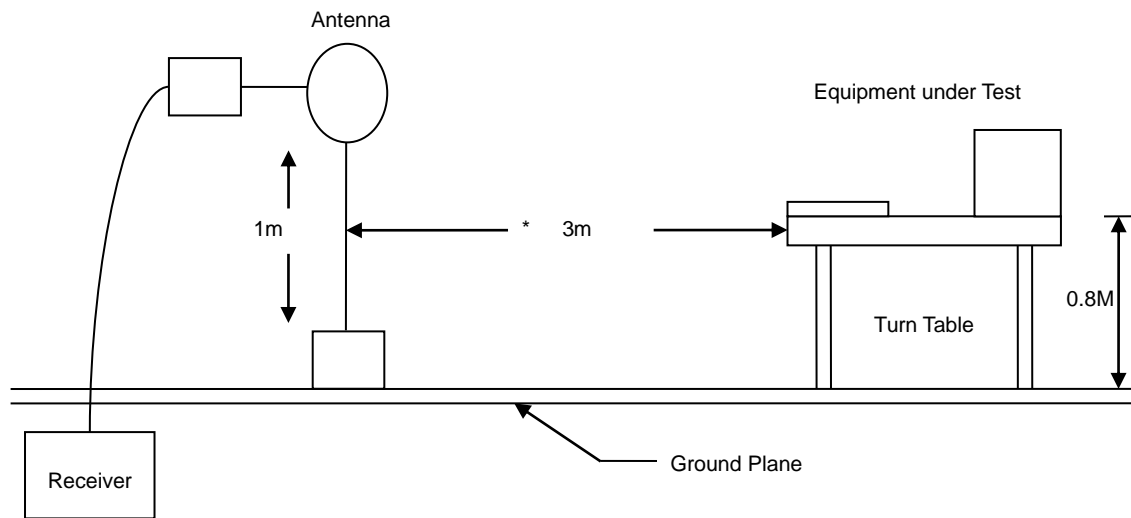 Antenna
Equipment under Test
1m
* 3m
0.8M
Turn Table
Ground Plane
Receiver